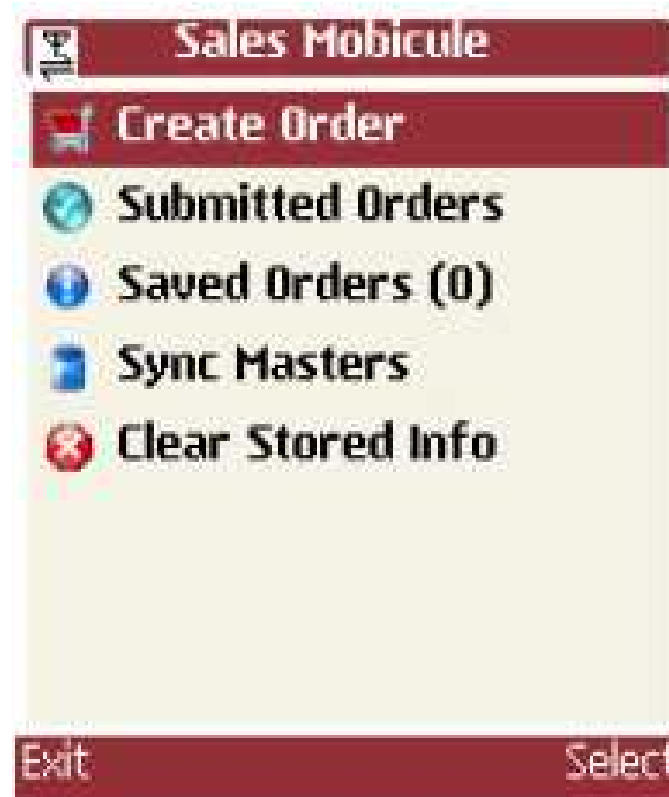 Sales Mobicule
Create Order
Submitted Orders
Saved Orders (0)
Sync Masters
Clear Stored Info
Exit Select